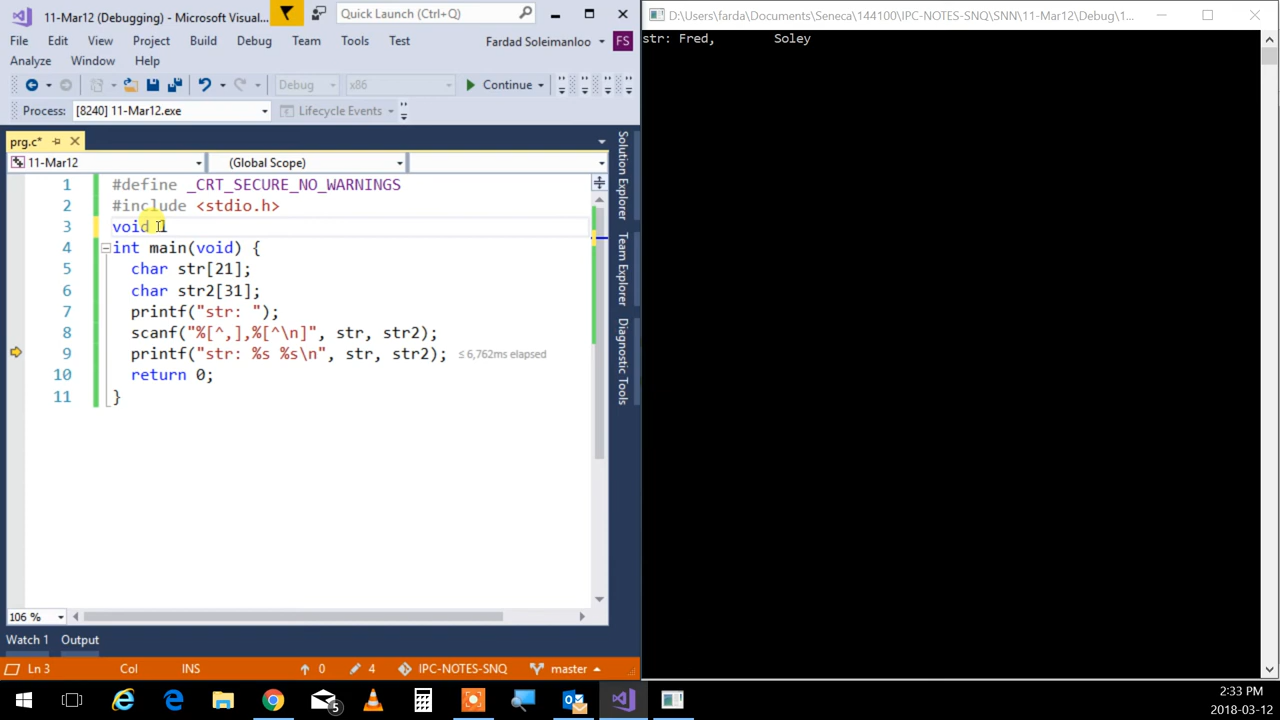 11-Mar12 (Debugging) - Microsoft Visual...
Quick Launch (Ctrl+Q)
File Edit View Project Build Debug Team Tools Test
Fardad Soleimanloo
FS
Analyze Window Help
Debug
x86
Continue
Process: [8240] 11-Mar12.exe
Lifecycle Events
prg.c*
11-Mar12
(Global Scope)
1 #define _CRT_SECURE_NO_WARNINGS
2 #include <stdio.h>
3 void
4 int main(void) {
5 char str[21];
6 char str2[31];
7 printf("str: ");
8 scanf("%[^,],%[^\n]", str, str2);
9 printf("str: %s %s\n", str, str2); ≤ 6,762ms elapsed
10 return 0;
11 }
Solution Explorer
Team Explorer
Diagnostic Tools
106 %
Watch 1 Output
Ln 3 Col INS 0 4 IPC-NOTES-SNQ master
D:\Users\farda\Documents\Seneca\144100\IPC-NOTES-SNQ\SNN\11-Mar12\Debug\1...
str: Fred, Soley
5
2:33 PM
2018-03-12